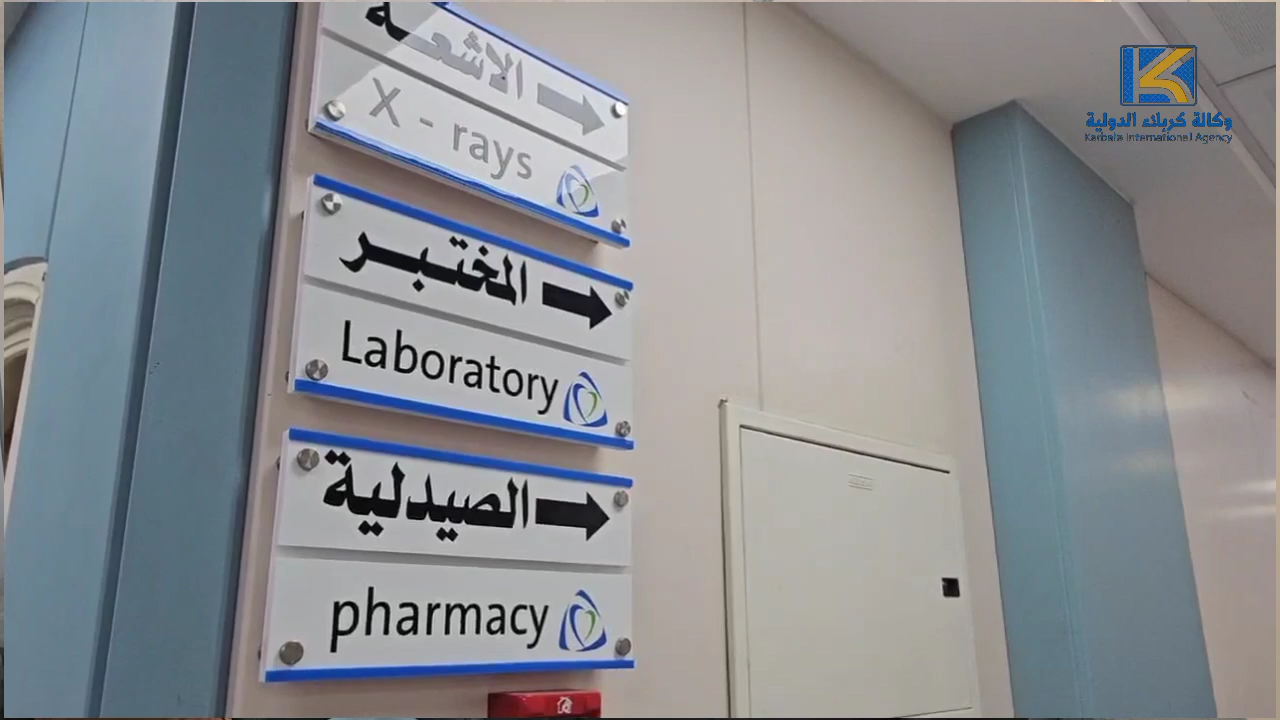 الاشعة
X - rays
المختبر
Laboratory
الصيدلية
pharmacy
وكالة كربلاء الدولية
Karbala International Agency